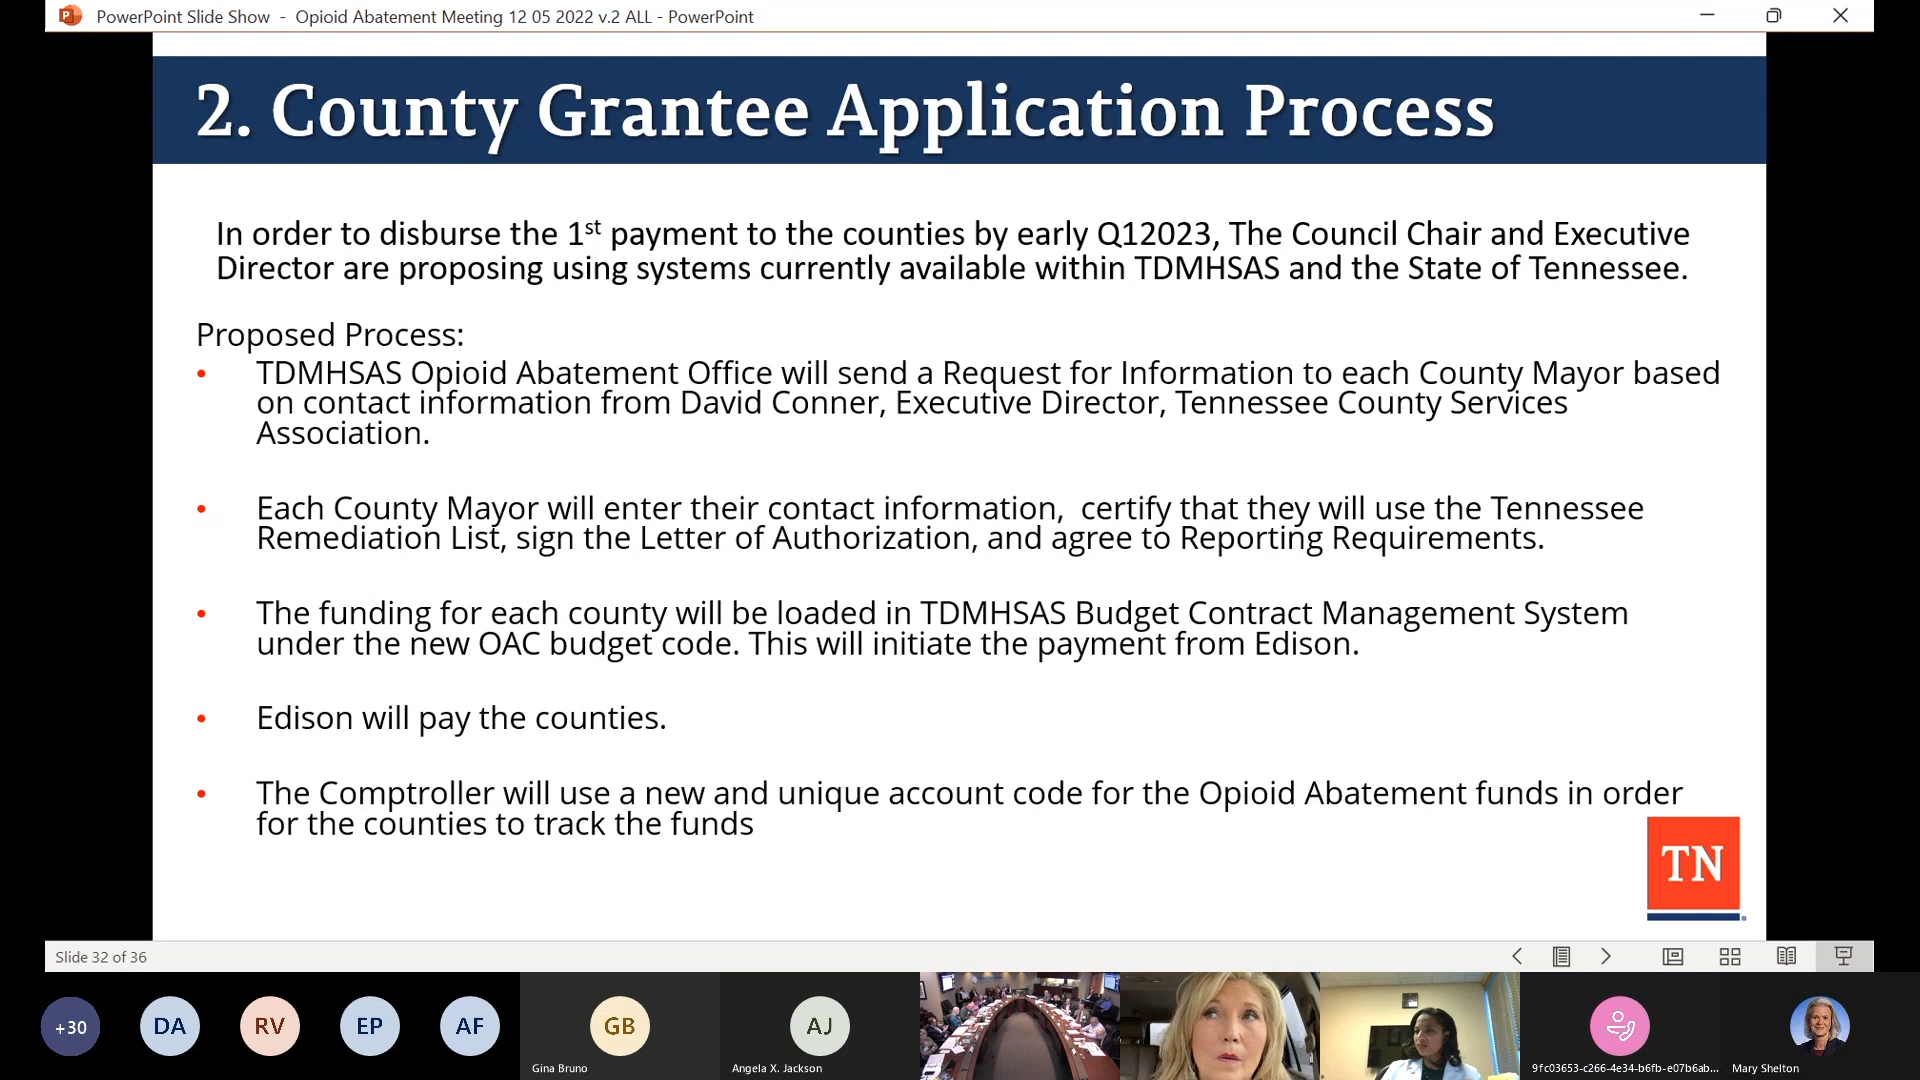 PowerPoint Slide Show - Opioid Abatement Meeting 12 05 2022 v.2 ALL - PowerPoint
2. County Grantee Application Process
In order to disburse the 1st payment to the counties by early Q12023, The Council Chair and Executive
Director are proposing using systems currently available within TDMHSAS and the State of Tennessee.
Proposed Process:
• TDMHSAS Opioid Abatement Office will send a Request for Information to each County Mayor based
on contact information from David Conner, Executive Director, Tennessee County Services
Association.
• Each County Mayor will enter their contact information, certify that they will use the Tennessee
Remediation List, sign the Letter of Authorization, and agree to Reporting Requirements.
• The funding for each county will be loaded in TDMHSAS Budget Contract Management System
under the new OAC budget code. This will initiate the payment from Edison.
• Edison will pay the counties.
• The Comptroller will use a new and unique account code for the Opioid Abatement funds in order
for the counties to track the funds
TN
Slide 32 of 36
+30 DA RV EP AF GB AJ
Gina Bruno Angela X. Jackson 9fc03653-c266-4e34-b6fb-e07b6ab... Mary Shelton